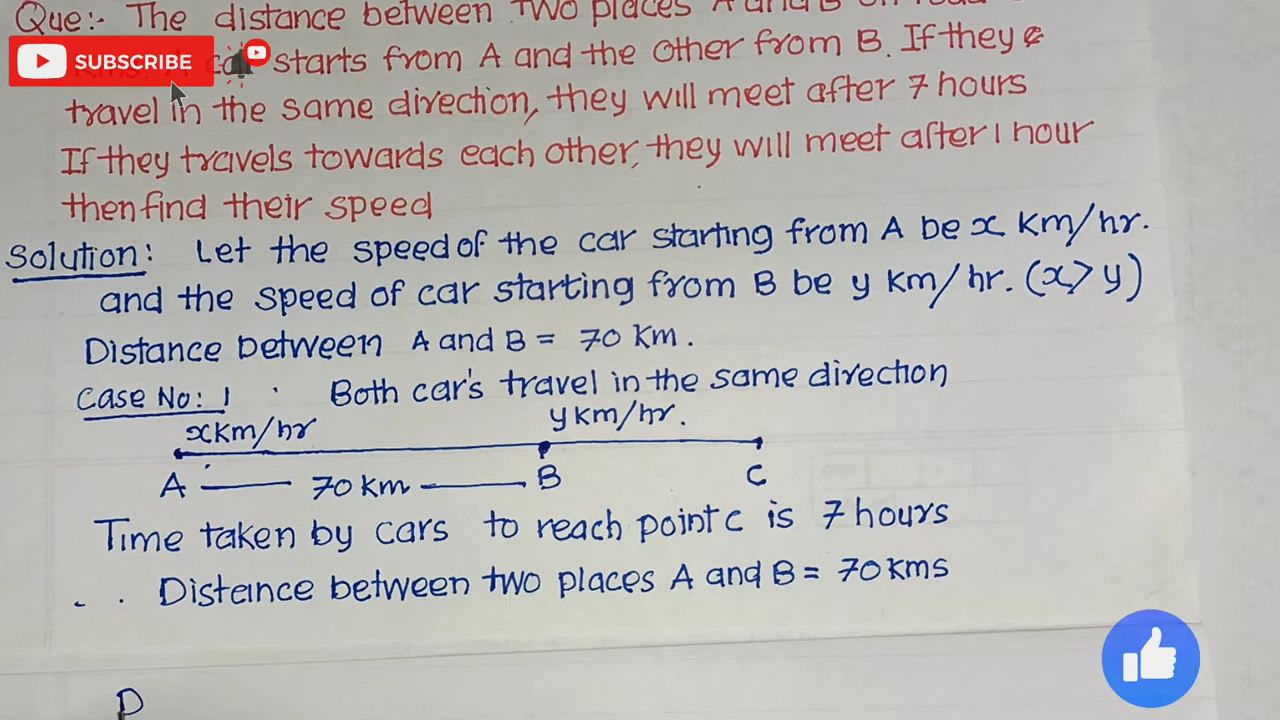 Que:- The distance between two places A and B on road
SUBSCRIBE
starts from A and the other from B. If they
travel in the same direction, they will meet after 7 hours
If they travels towards each other, they will meet after 1 hour
then find their speed
Solution: Let the speed of the car starting from A be x km/hr.
and the speed of car starting from B be y km/hr. (x>y)
Distance between A and B = 70 km.
Case No: 1 Both car's travel in the same direction
xkm/hr
y km/hr.
A 70 km B C
Time taken by cars to reach point C is 7 hours
Distance between two places A and B = 70 kms
D